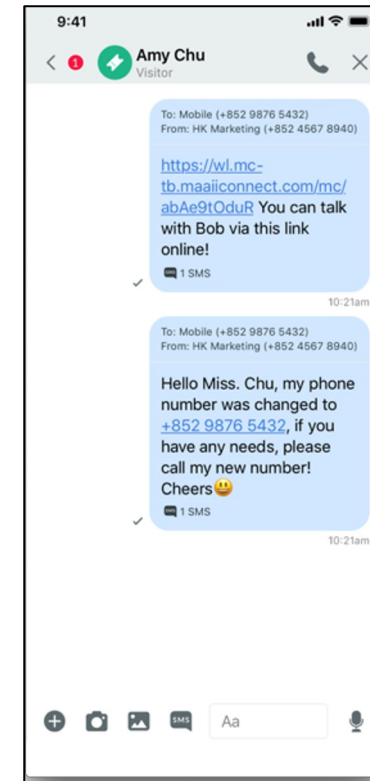 9:41
1
Amy Chu
Visitor
To: Mobile (+852 9876 5432)
From: HK Marketing (+852 4567 8940)
https://wl.mc-
tb.maaiiconnect.com/mc/
abAe9tOduR You can talk
with Bob via this link
online!
1 SMS
10:21am
To: Mobile (+852 9876 5432)
From: HK Marketing (+852 4567 8940)
Hello Miss. Chu, my phone
number was changed to
+852 9876 5432, if you
have any needs, please
call my new number!
Cheers😃
1 SMS
10:21am
SMS
Aa